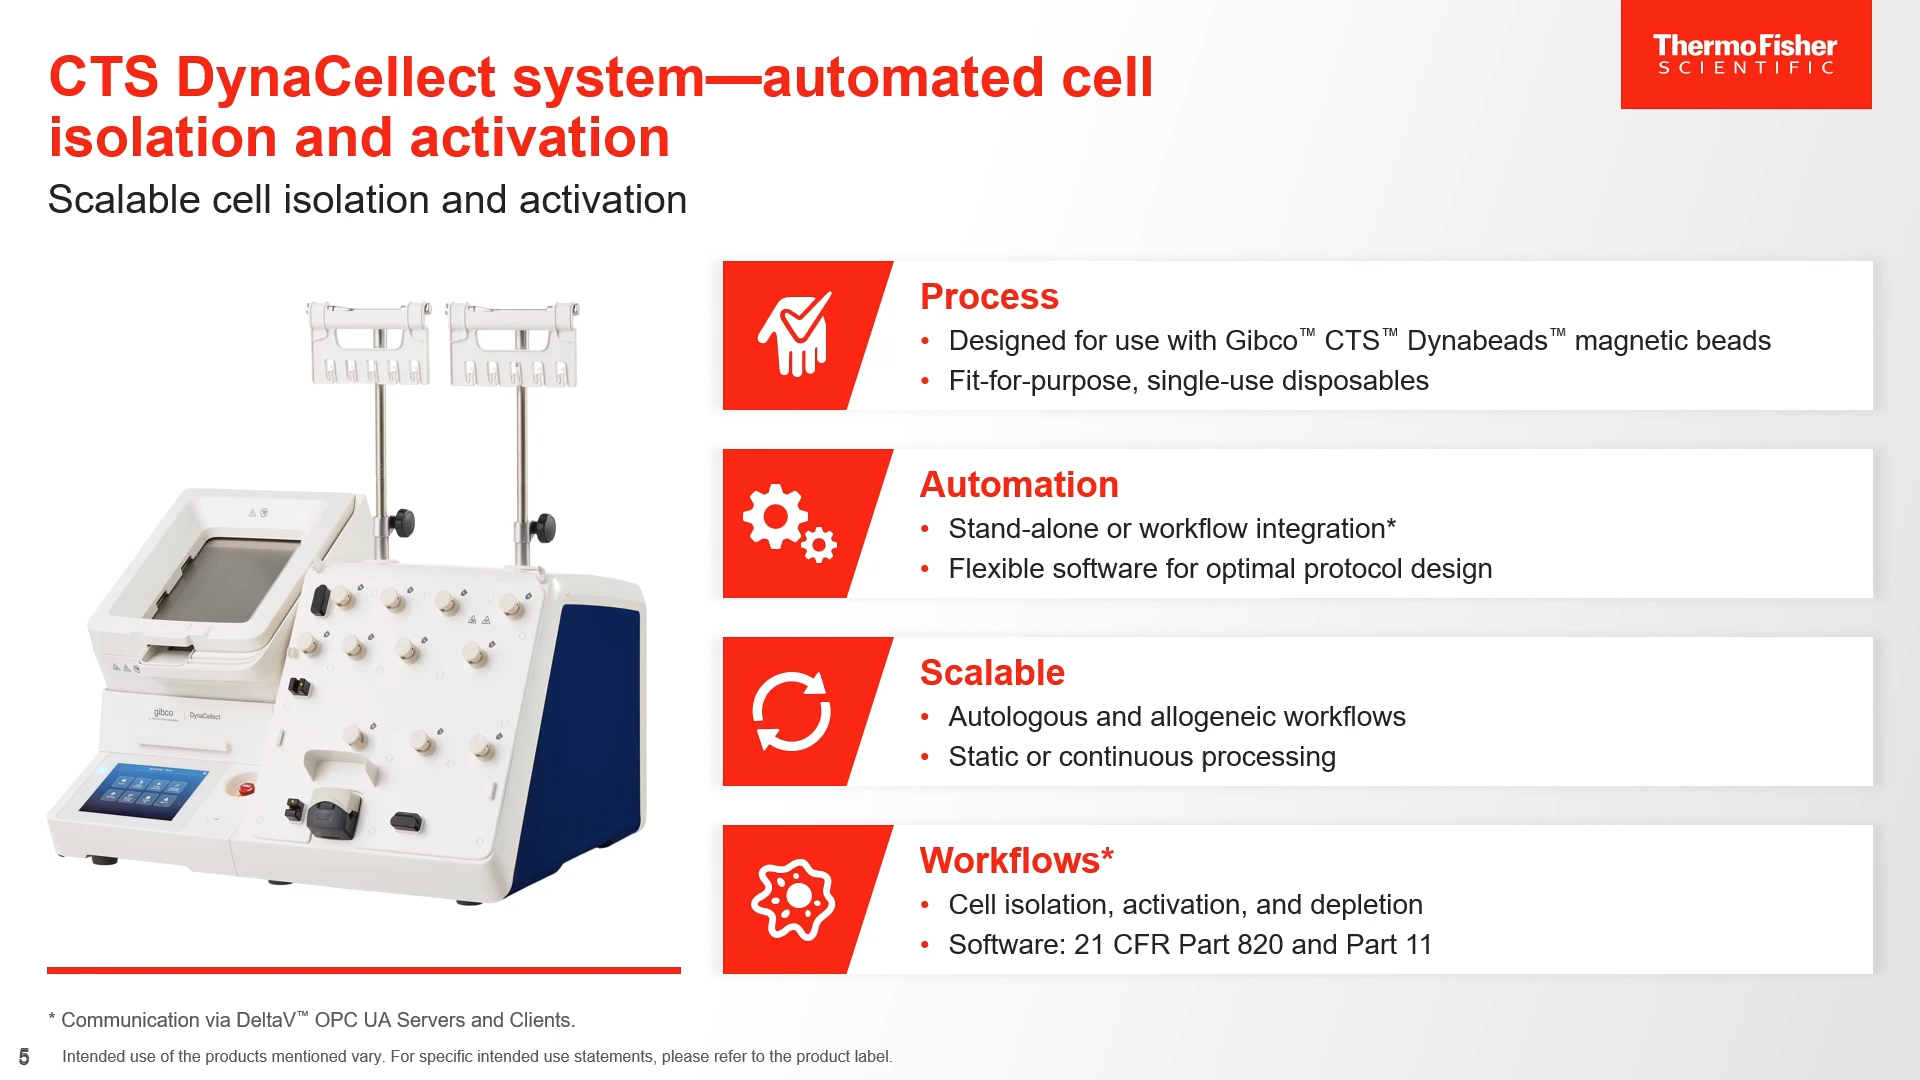 ThermoFisher
SCIENTIFIC
CTS DynaCellect system—automated cell
isolation and activation
Scalable cell isolation and activation
gibco
DynaCellect
Process
• Designed for use with Gibco™ CTS™ Dynabeads™ magnetic beads
• Fit-for-purpose, single-use disposables
Automation
• Stand-alone or workflow integration*
• Flexible software for optimal protocol design
Scalable
• Autologous and allogeneic workflows
• Static or continuous processing
Workflows*
• Cell isolation, activation, and depletion
• Software: 21 CFR Part 820 and Part 11
* Communication via DeltaV™ OPC UA Servers and Clients.
5
Intended use of the products mentioned vary. For specific intended use statements, please refer to the product label.